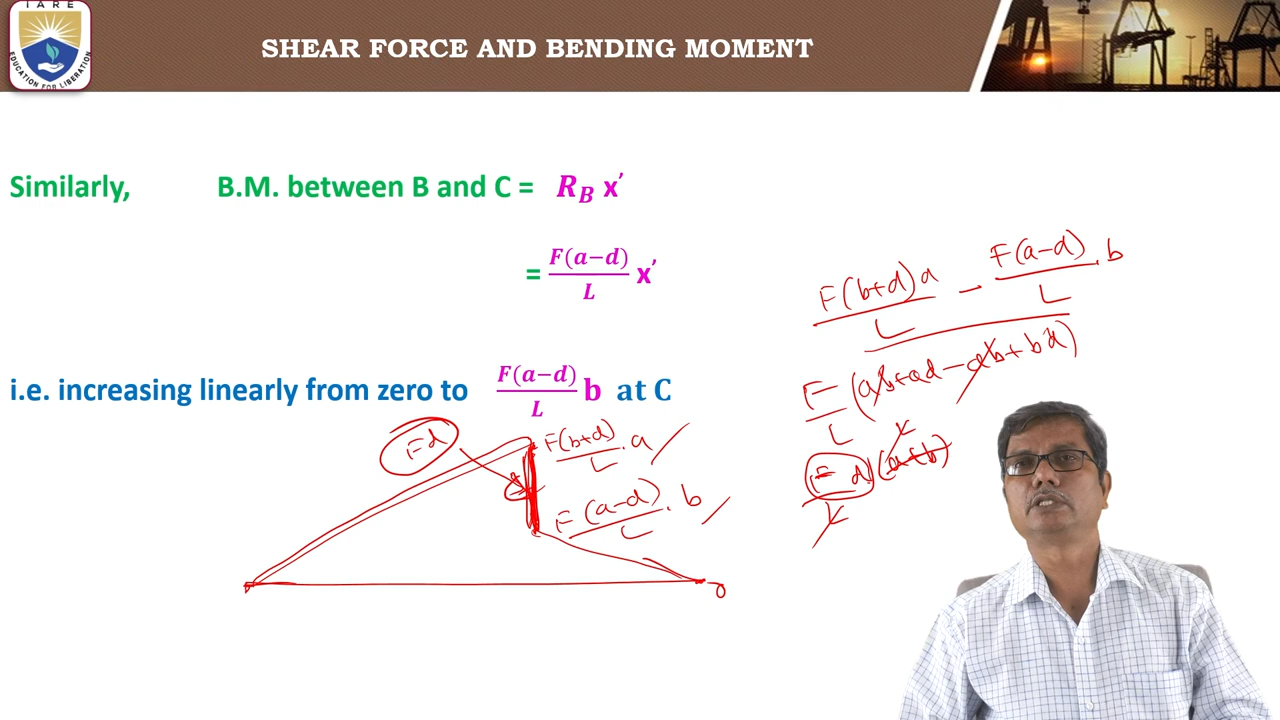 IARE
EDUCATION FOR LIBERATION
SHEAR FORCE AND BENDING MOMENT
Similarly, B.M. between B and C = R_B x′
= F(a−d)/L x′
i.e. increasing linearly from zero to F(a−d)/L b at C
F(b+d)a/L − F(a−d)/L . b
F/L (ab+ad−ab+bd)
F d (a+b)
L
Fd
F(b+d)/L . a
F(a−d)/L . b
0